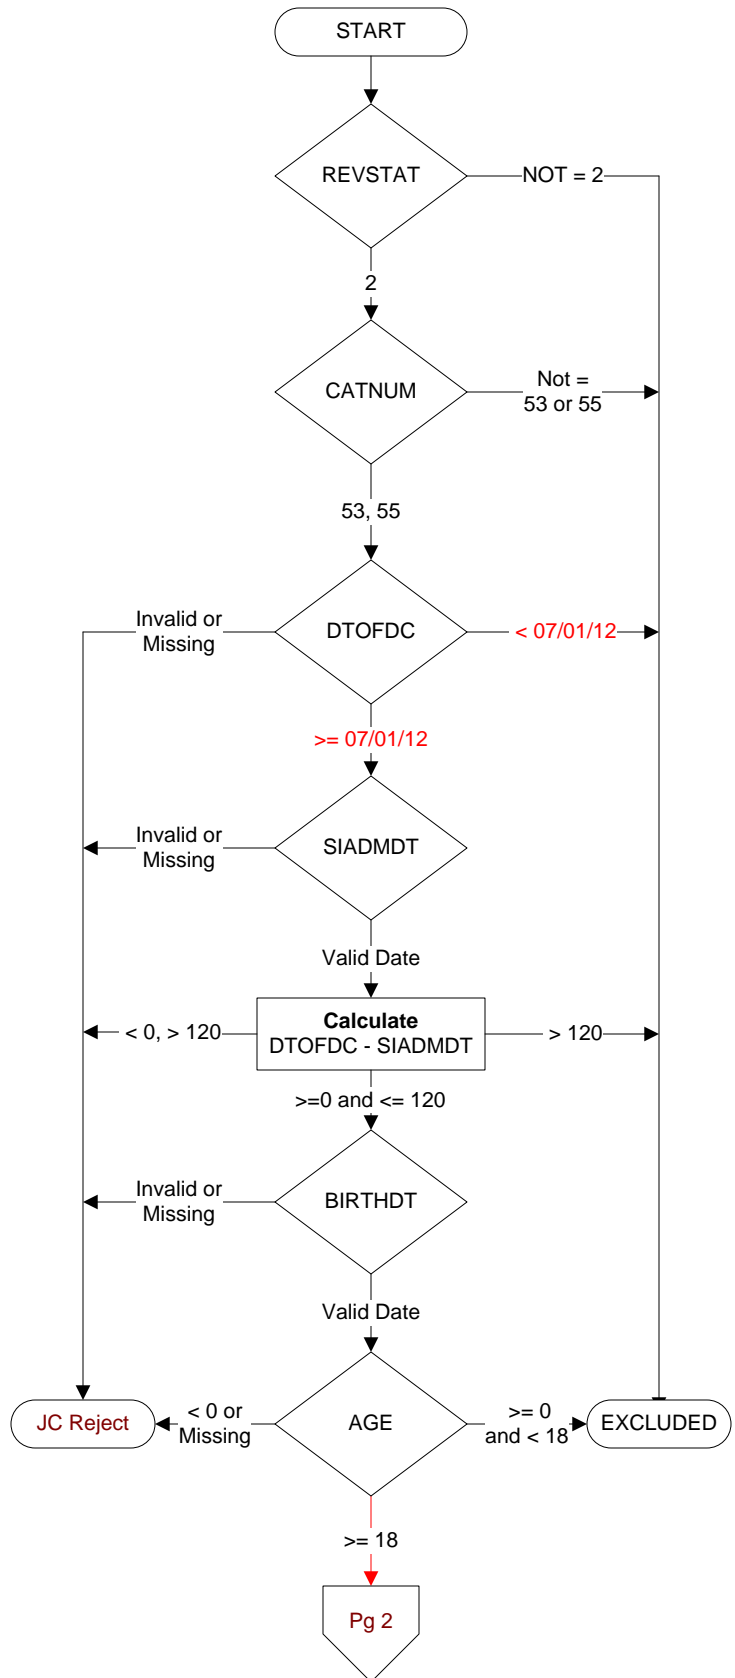 START
REVSTAT
NOT = 2
2
CATNUM
Not =
53 or 55
53, 55
Invalid or
Missing
DTOFDC
< 07/01/12
>= 07/01/12
Invalid or
Missing
SIADMDT
Valid Date
< 0, > 120
Calculate
DTOFDC - SIADMDT
> 120
>=0 and <= 120
Invalid or
Missing
BIRTHDT
Valid Date
JC Reject
< 0 or
Missing
AGE
>= 0
and < 18
EXCLUDED
>= 18
Pg 2